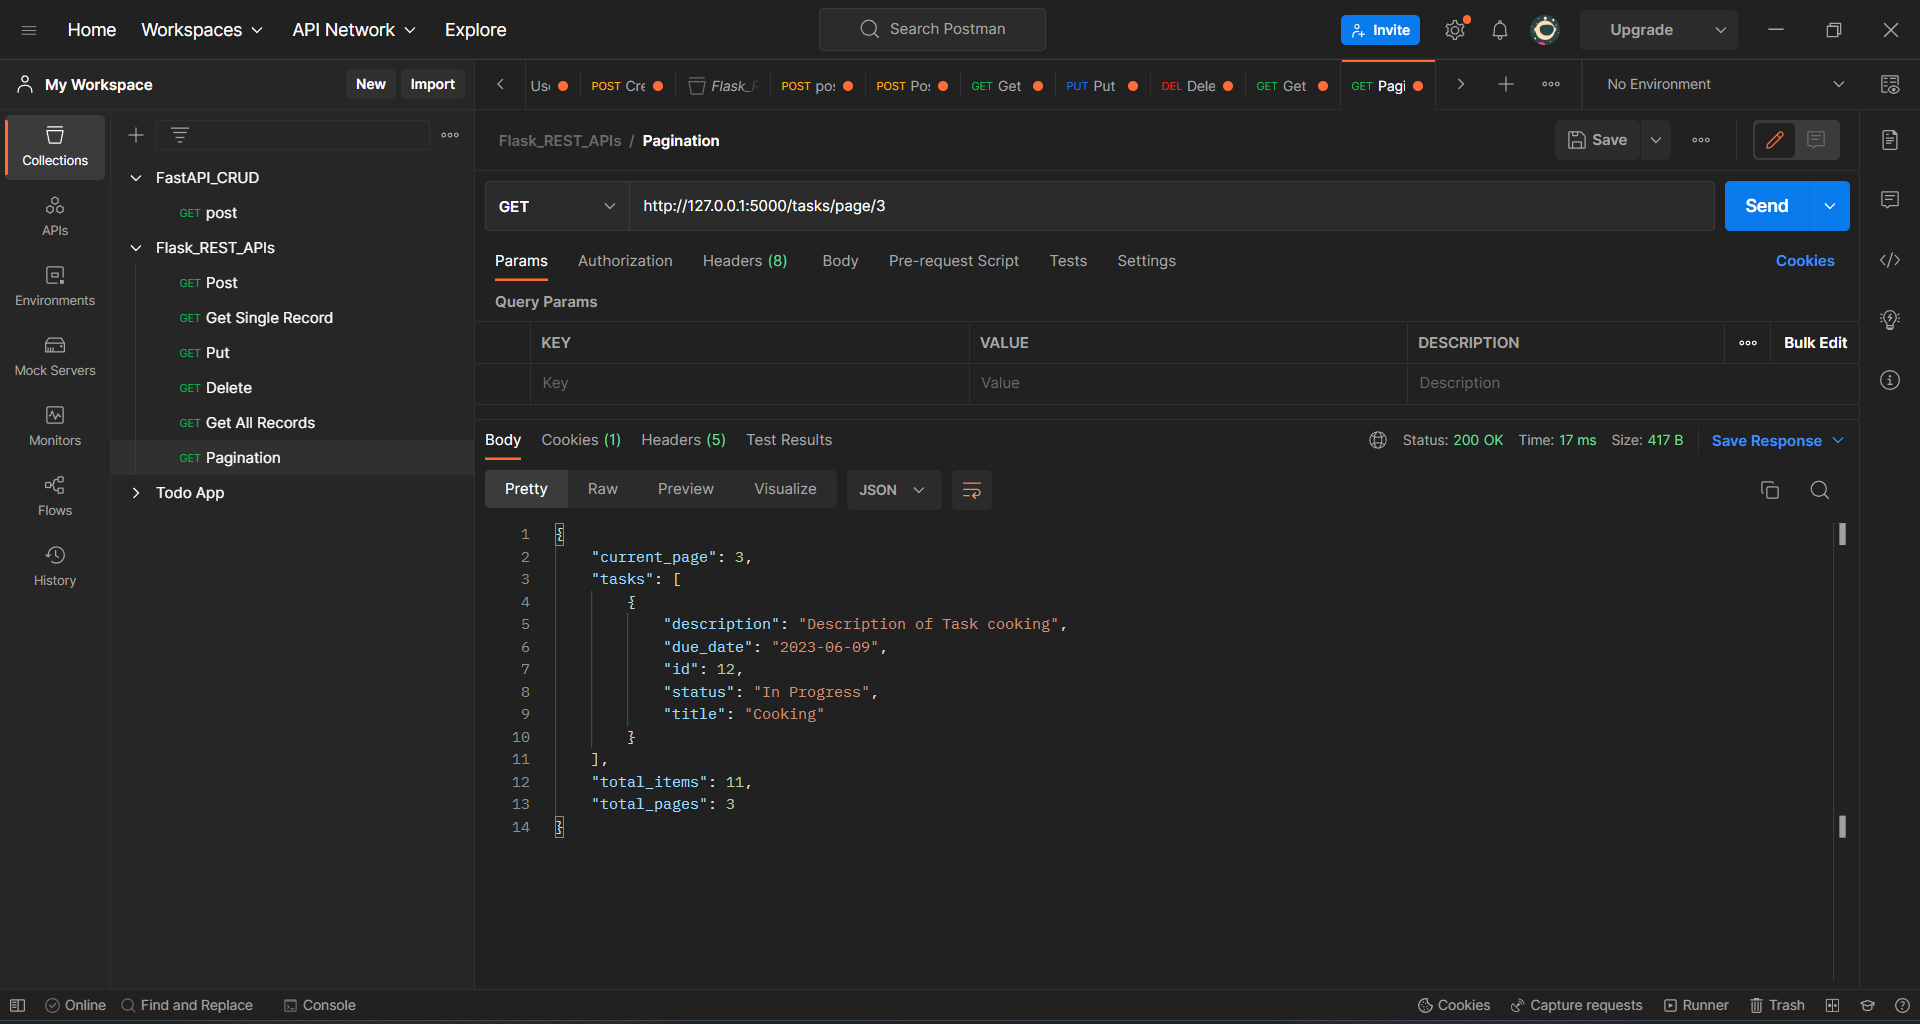 Home Workspaces API Network Explore Search Postman Invite Upgrade
My Workspace New Import
Us POST Cre Flask_R POST pos POST Pos GET Get PUT Put DEL Dele GET Get GET Pagi No Environment
Collections
APIs
Environments
Mock Servers
Monitors
Flows
History
FastAPI_CRUD
GET post
Flask_REST_APIs
GET Post
GET Get Single Record
GET Put
GET Delete
GET Get All Records
GET Pagination
Todo App
Flask_REST_APIs / Pagination Save
GET http://127.0.0.1:5000/tasks/page/3 Send
Params Authorization Headers (8) Body Pre-request Script Tests Settings Cookies
Query Params
KEY VALUE DESCRIPTION Bulk Edit
Key Value Description
Body Cookies (1) Headers (5) Test Results Status: 200 OK Time: 17 ms Size: 417 B Save Response
Pretty Raw Preview Visualize JSON
1 {
2 "current_page": 3,
3 "tasks": [
4 {
5 "description": "Description of Task cooking",
6 "due_date": "2023-06-09",
7 "id": 12,
8 "status": "In Progress",
9 "title": "Cooking"
10 }
11 ],
12 "total_items": 11,
13 "total_pages": 3
14 }
Online Find and Replace Console Cookies Capture requests Runner Trash